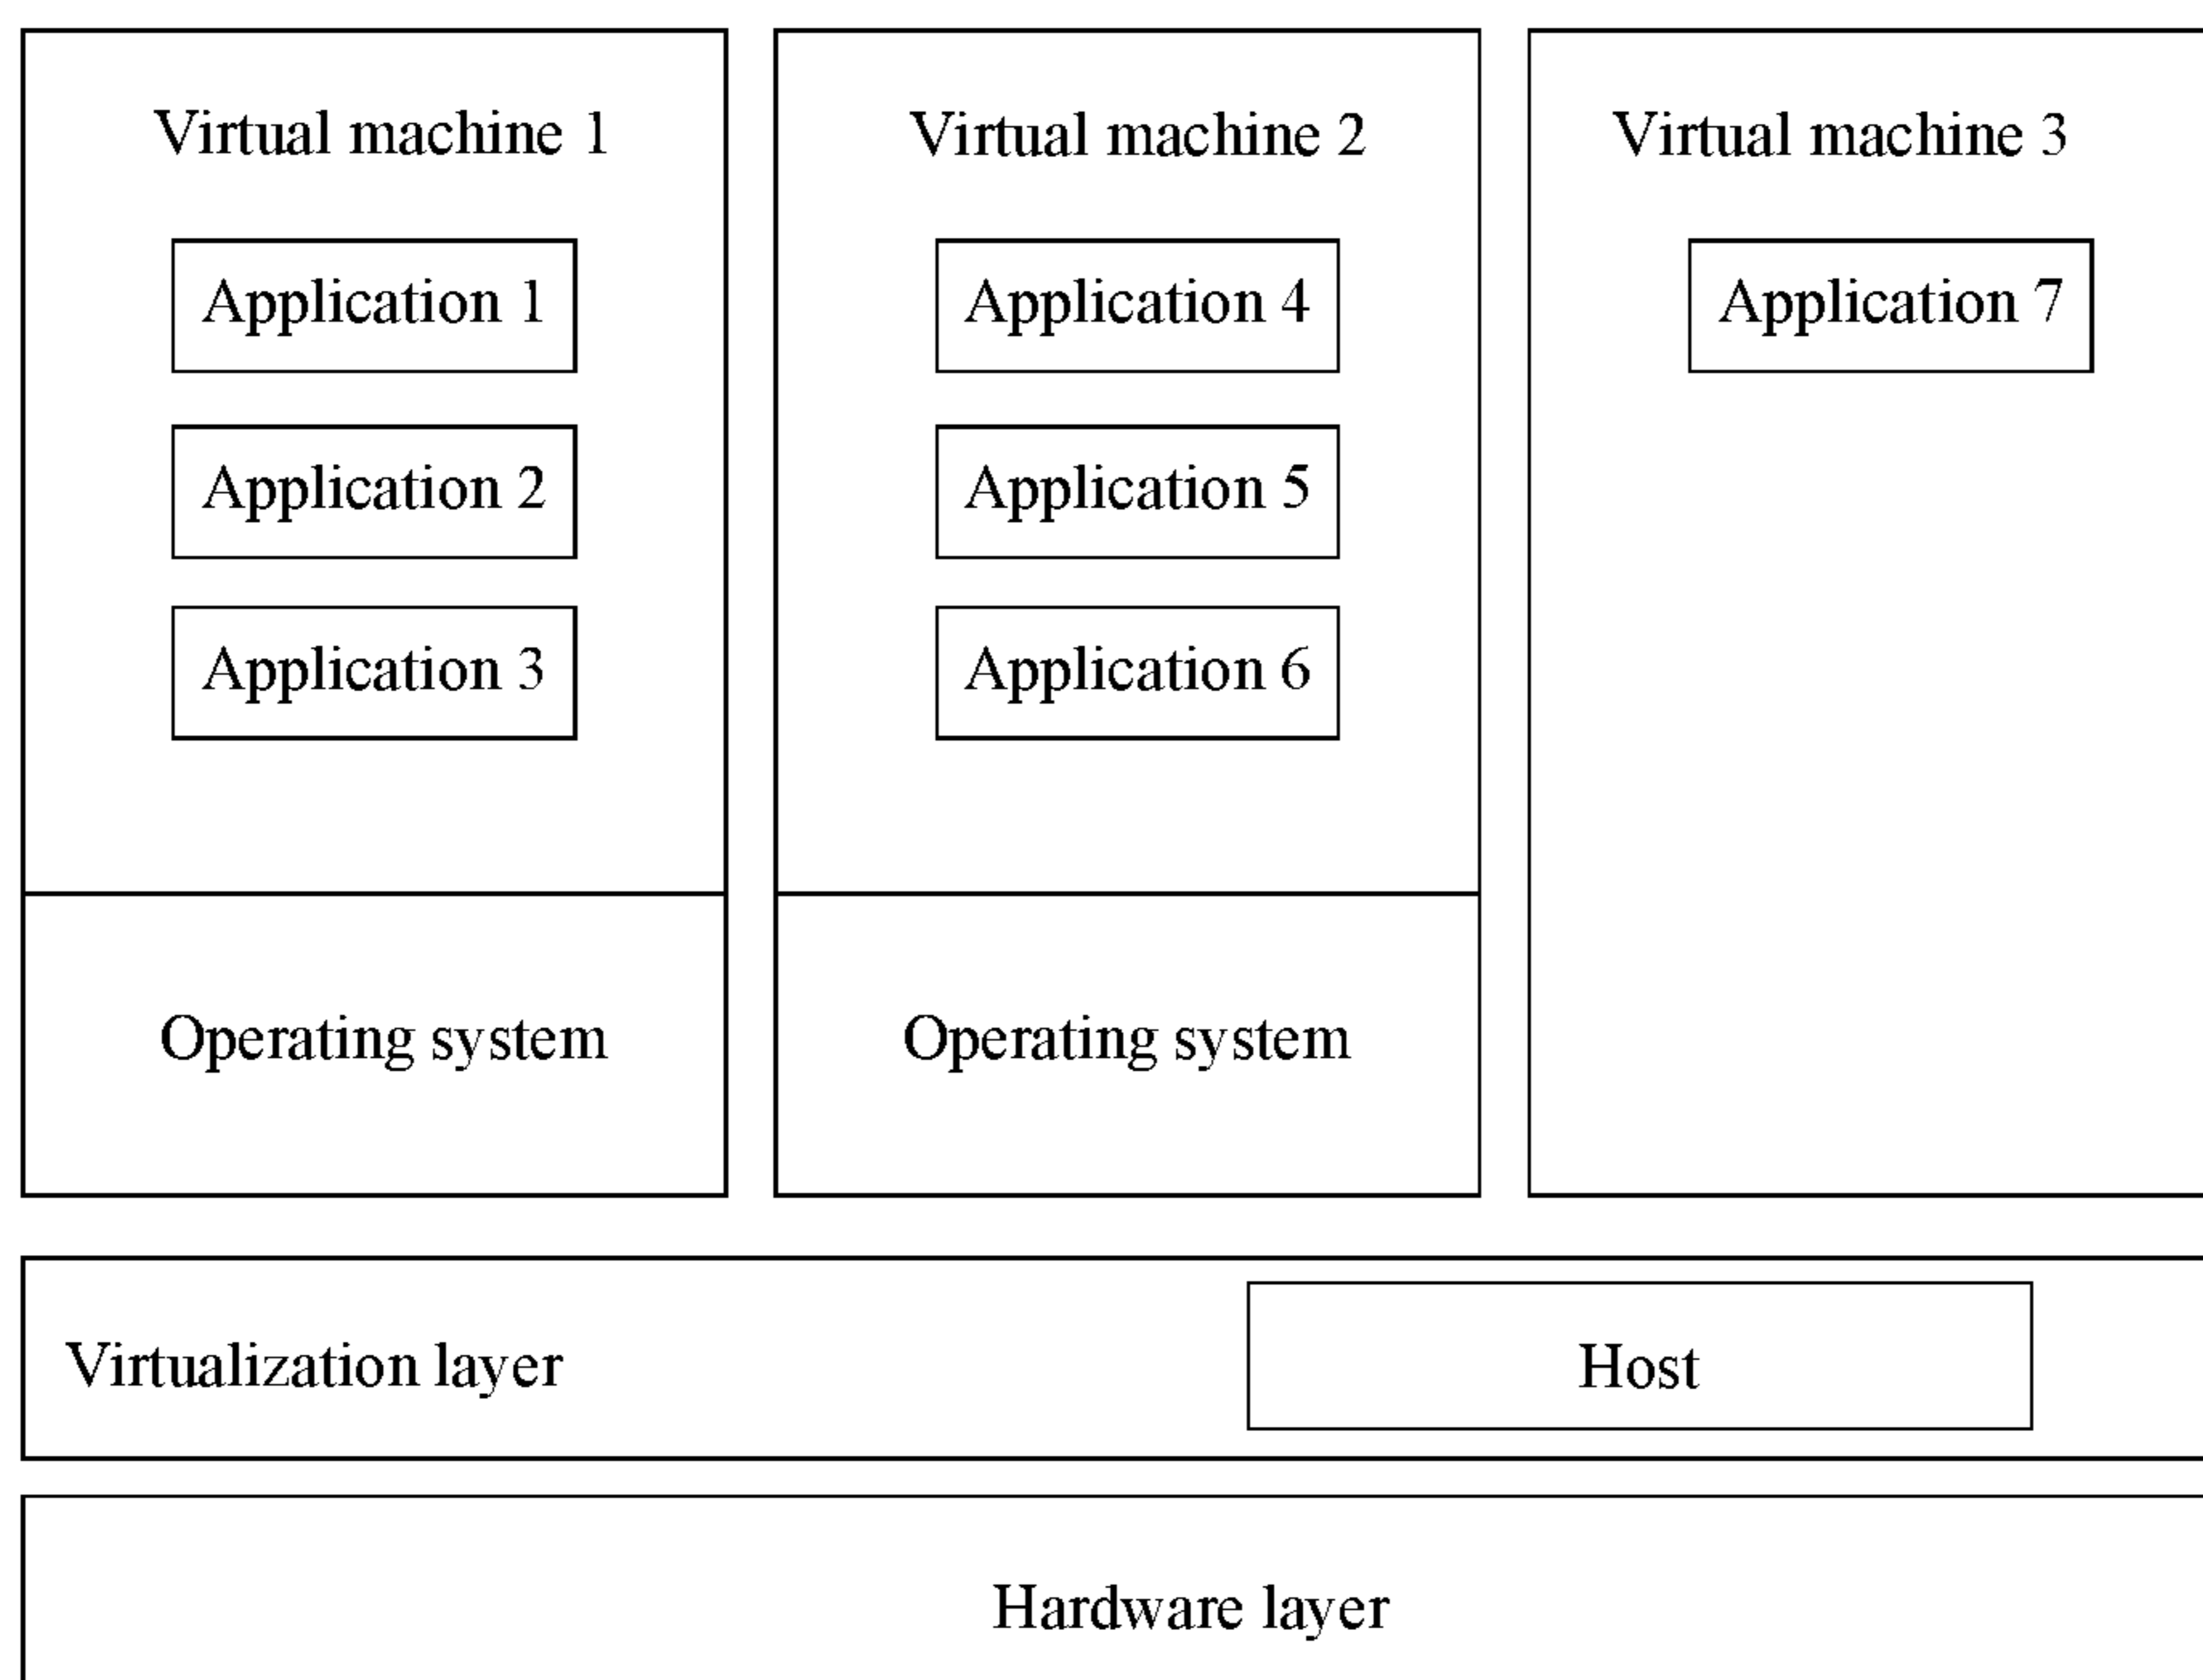 Virtual machine 1
Application 1
Application 2
Application 3
Operating system
Virtual machine 2
Application 4
Application 5
Application 6
Operating system
Virtual machine 3
Application 7
Virtualization layer
Host
Hardware layer